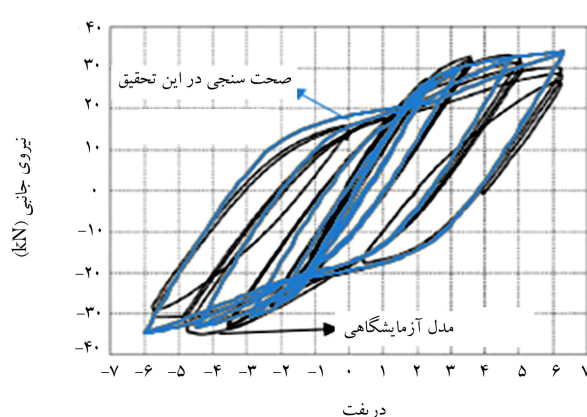 ۴۰
۳۰
۲۰
۱۰
۰
-۱۰
-۲۰
-۳۰
-۴۰
نیروی جانبی (kN)
صحت سنجی در این تحقیق
مدل آزمایشگاهی
-۷ -۶ -۵ -۴ -۳ -۲ -۱ ۰ ۱ ۲ ۳ ۴ ۵ ۶ ۷
دریفت